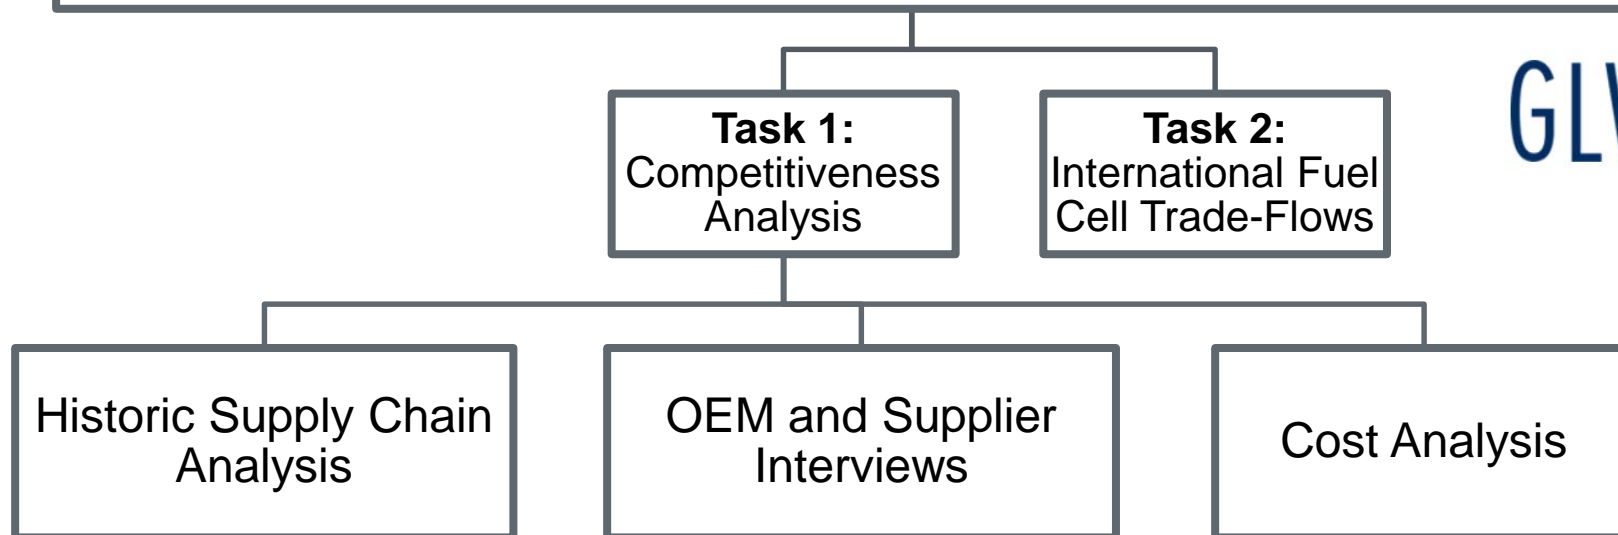 Task 1:
Competitiveness
Analysis
Task 2:
International Fuel
Cell Trade-Flows
Historic Supply Chain
Analysis
OEM and Supplier
Interviews
Cost Analysis